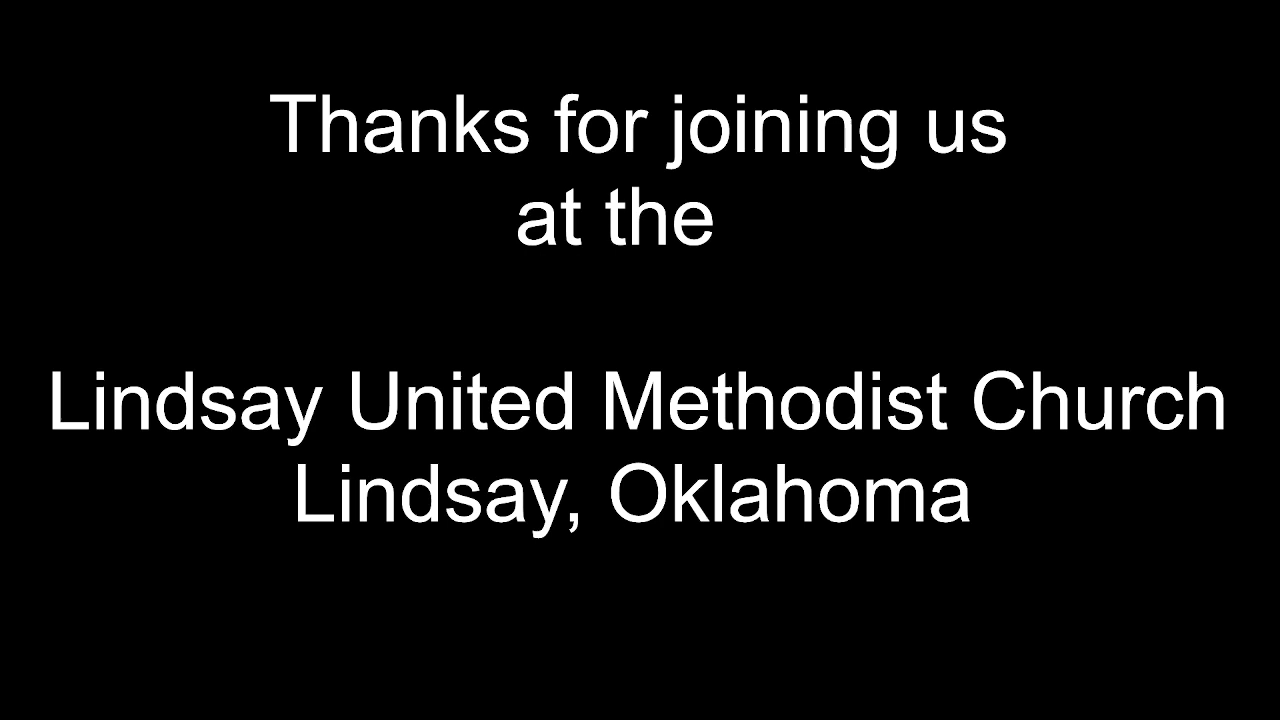 Thanks for joining us
at the
Lindsay United Methodist Church
Lindsay, Oklahoma